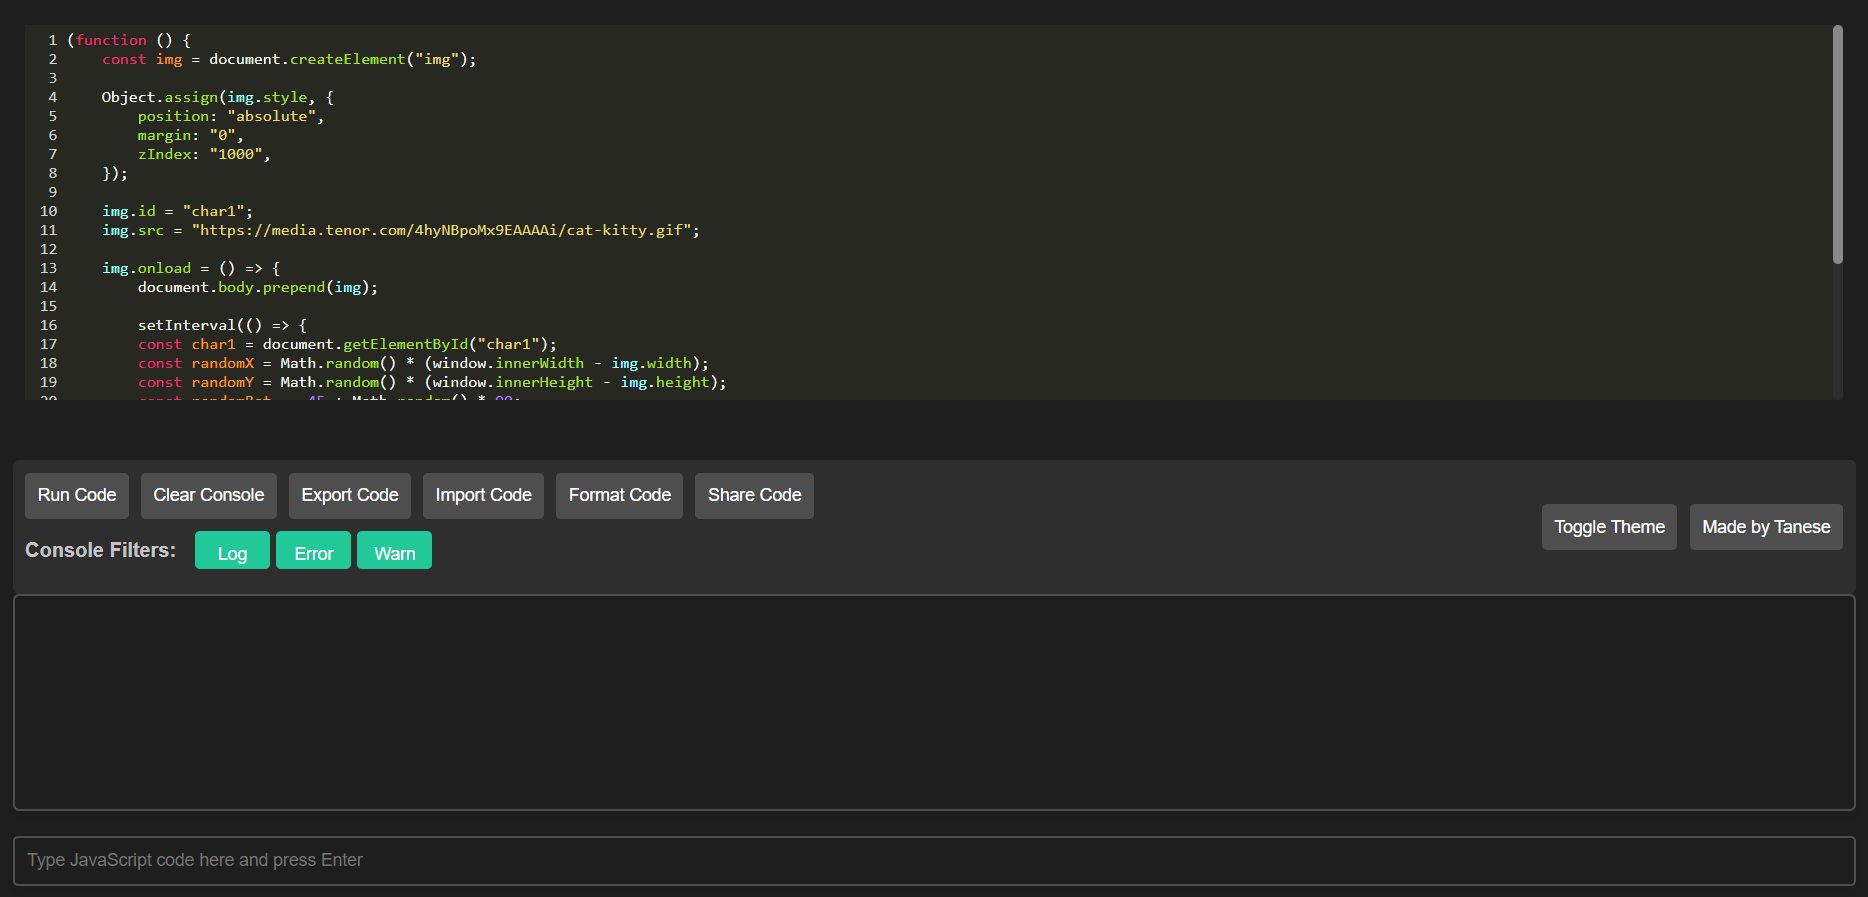 1 (function () {
2 const img = document.createElement("img");
3
4 Object.assign(img.style, {
5 position: "absolute",
6 margin: "0",
7 zIndex: "1000",
8 });
9
10 img.id = "char1";
11 img.src = "https://media.tenor.com/4hyNBpoMx9EAAAAi/cat-kitty.gif";
12
13 img.onload = () => {
14 document.body.prepend(img);
15
16 setInterval(() => {
17 const char1 = document.getElementById("char1");
18 const randomX = Math.random() * (window.innerWidth - img.width);
19 const randomY = Math.random() * (window.innerHeight - img.height);
Run Code Clear Console Export Code Import Code Format Code Share Code
Toggle Theme Made by Tanese
Console Filters: Log Error Warn
Type JavaScript code here and press Enter